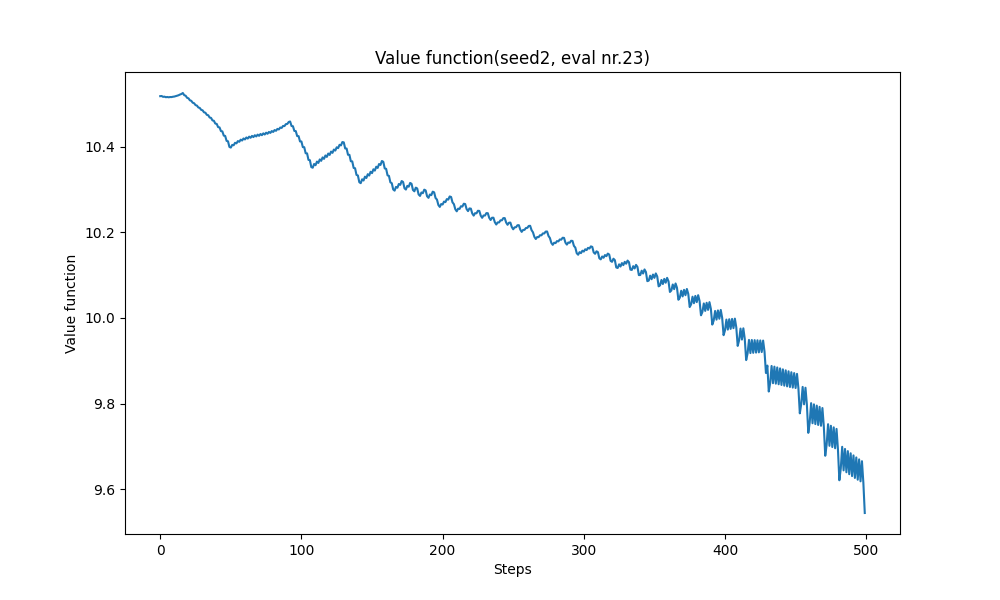 Value function(seed2, eval nr.23)
Value function
10.4
10.2
10.0
9.8
9.6
0 100 200 300 400 500
Steps